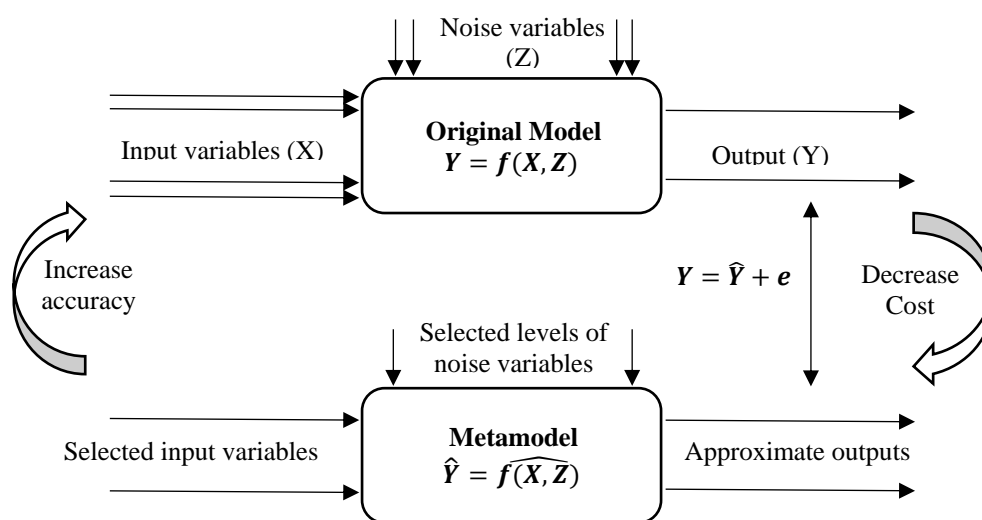 Noise variables
(Z)
Original Model
Y = f(X, Z)
Input variables (X)
Output (Y)
Increase
accuracy
Y = Ŷ + e
Decrease
Cost
Selected levels of
noise variables
Metamodel
Ŷ = f(X, Z)̂
Selected input variables
Approximate outputs